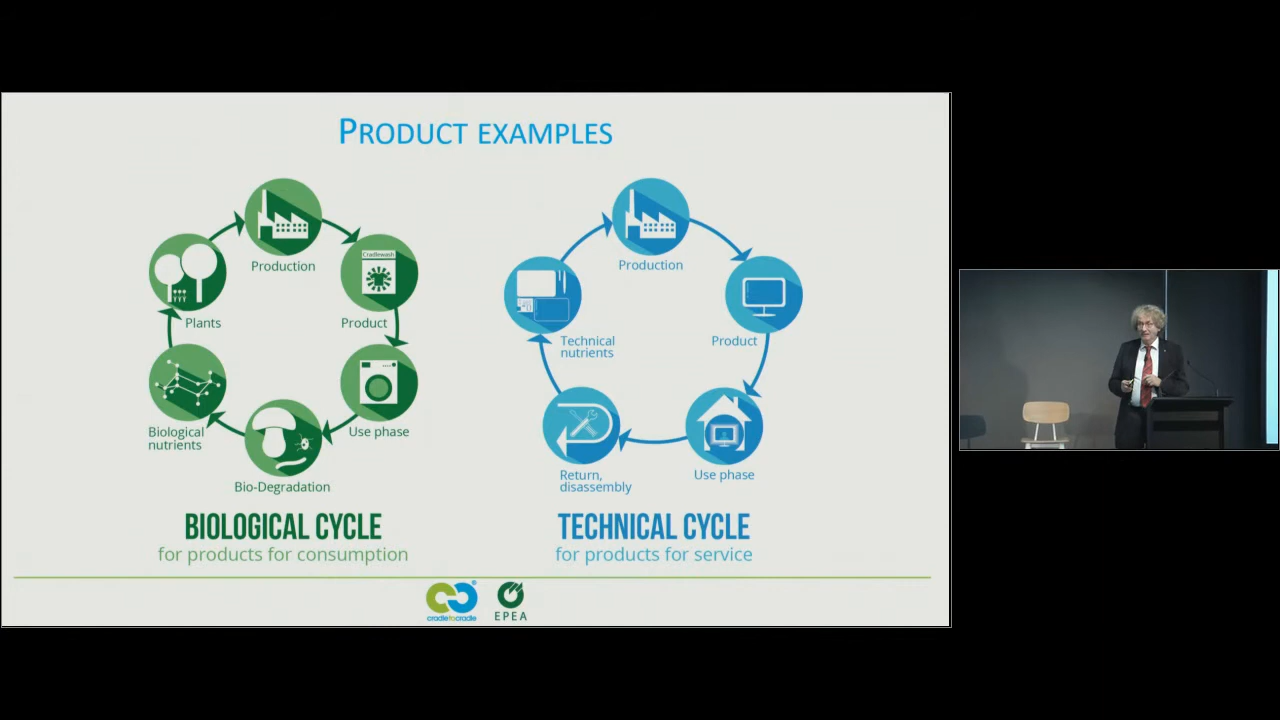 PRODUCT EXAMPLES
Production
Cradlewash
Product
Use phase
Bio-Degradation
Biological
nutrients
Plants
BIOLOGICAL CYCLE
for products for consumption
Production
Product
Use phase
Return,
disassembly
Technical
nutrients
TECHNICAL CYCLE
for products for service
cradletocradle
®
EPEA